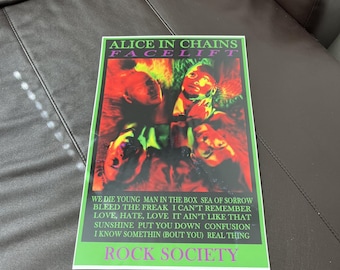 ALICE IN CHAINS
FACELIFT
WE DIE YOUNG MAN IN THE BOX SEA OF SORROW
BLEED THE FREAK I CAN'T REMEMBER
LOVE, HATE, LOVE IT AIN'T LIKE THAT
SUNSHINE PUT YOU DOWN CONFUSION
I KNOW SOMETHIN (BOUT YOU) REAL THING
ROCK SOCIETY